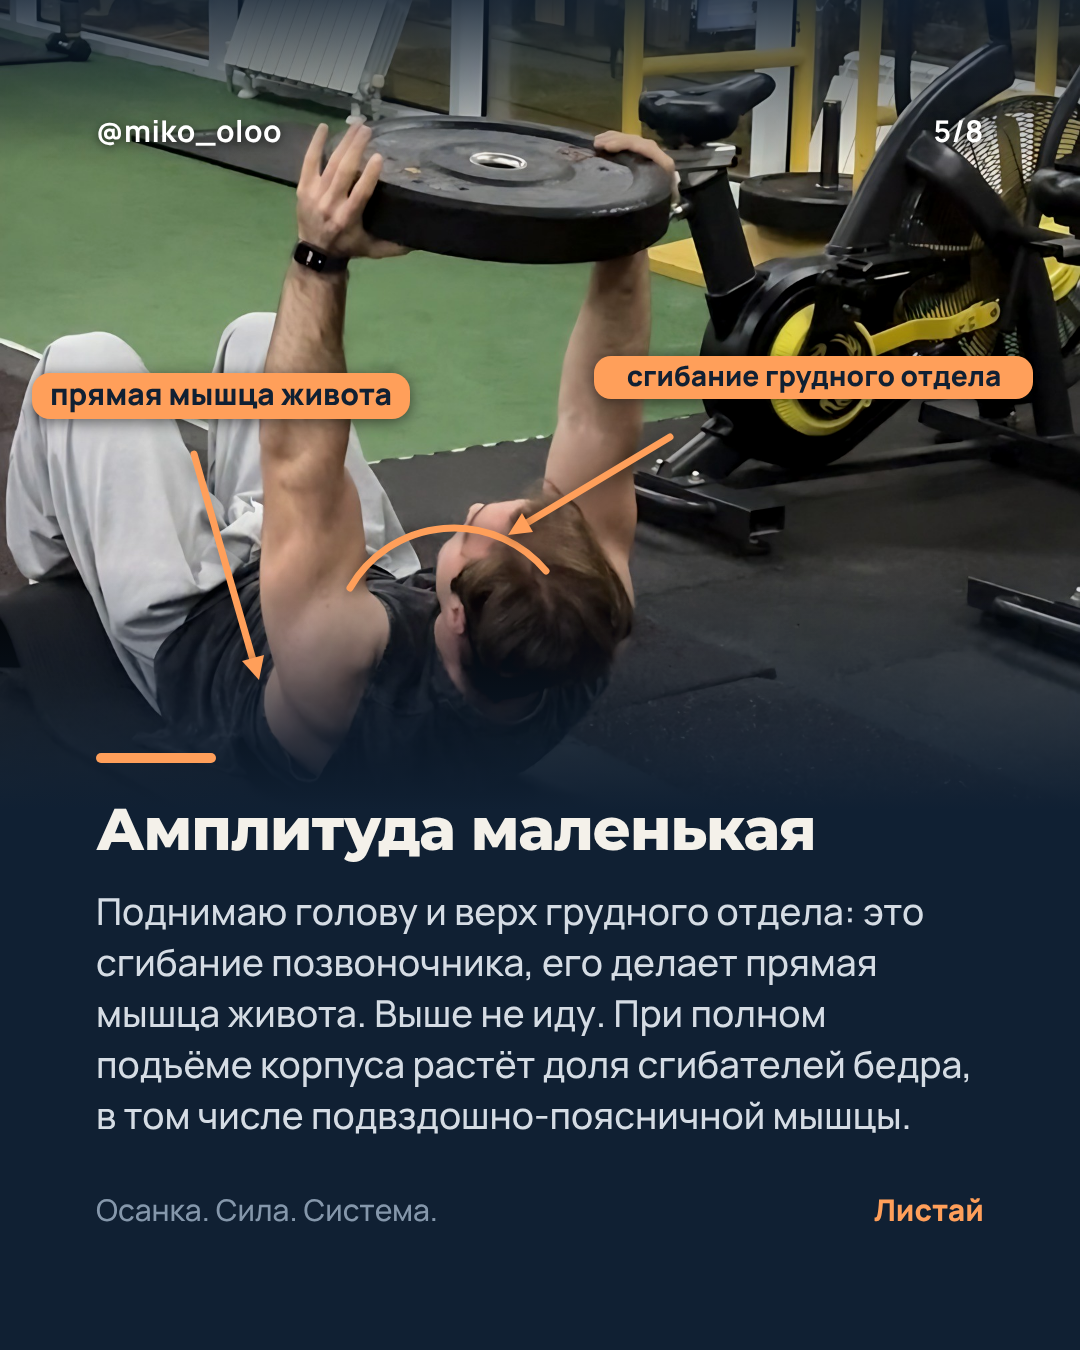 @miko_oloo
5/8
прямая мышца живота
сгибание грудного отдела
Амплитуда маленькая
Поднимаю голову и верх грудного отдела: это
сгибание позвоночника, его делает прямая
мышца живота. Выше не иду. При полном
подъёме корпуса растёт доля сгибателей бедра,
в том числе подвздошно-поясничной мышцы.
Осанка. Сила. Система.
Листай